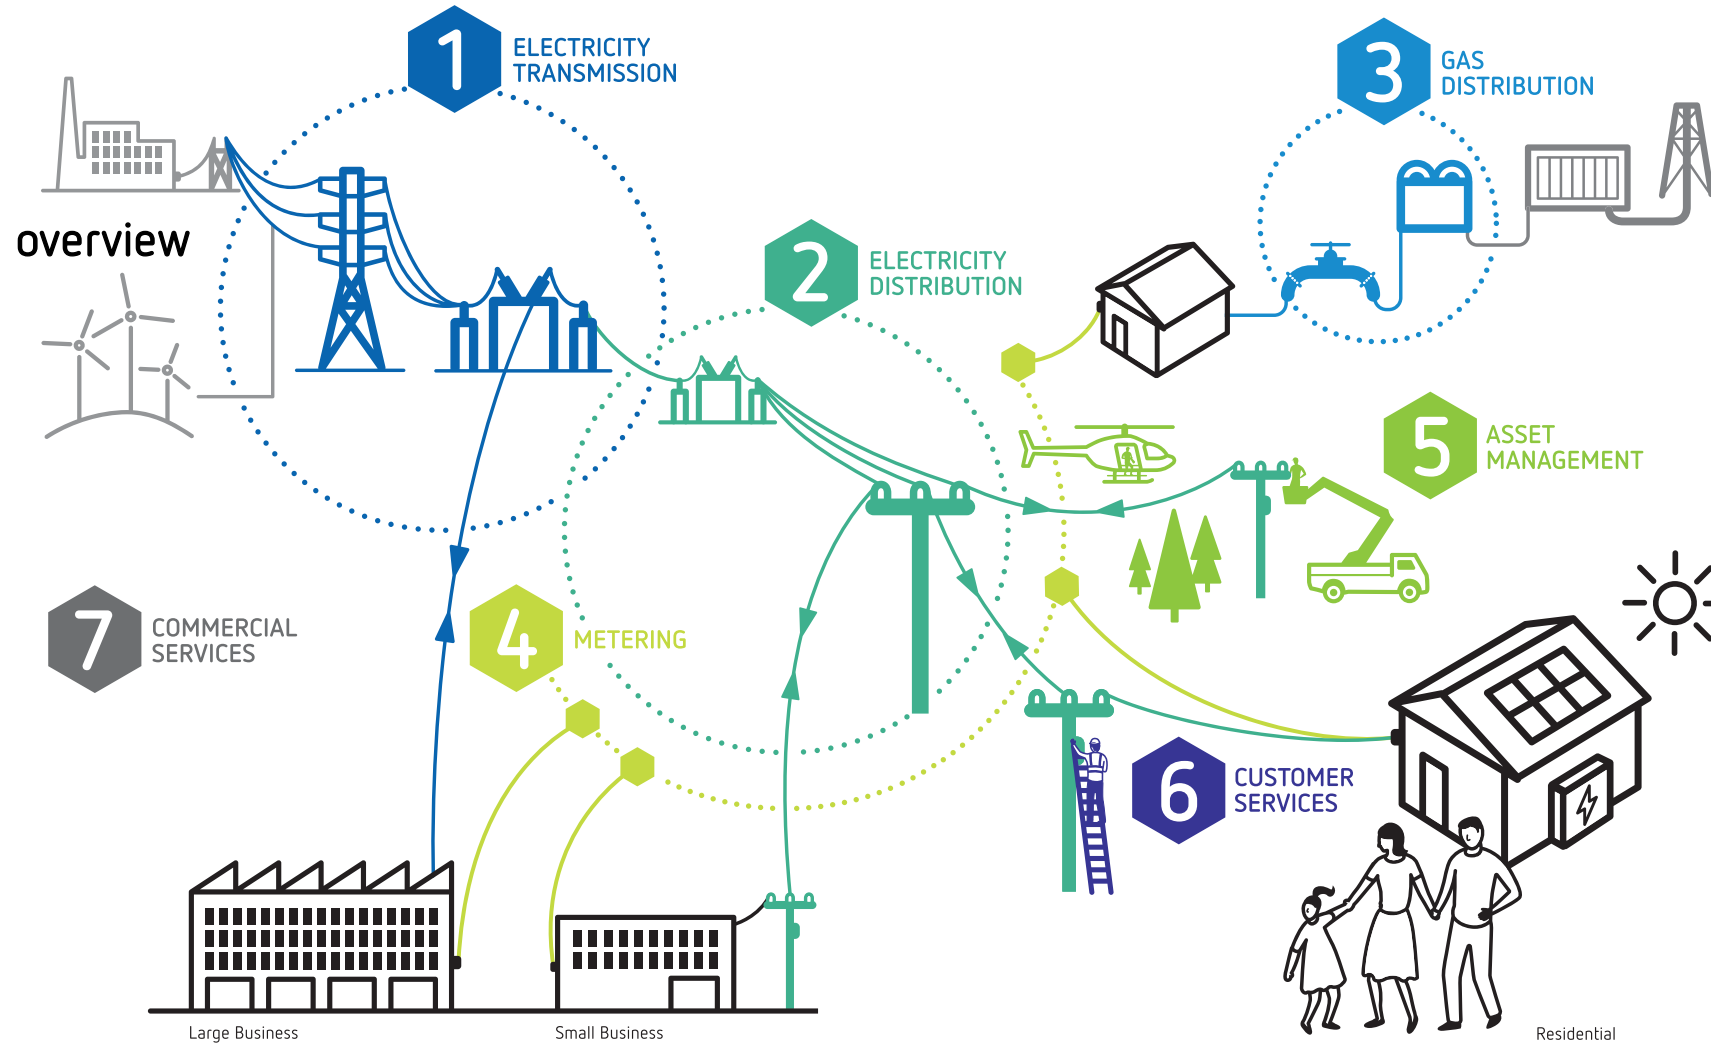 1
ELECTRICITY
TRANSMISSION
3
GAS
DISTRIBUTION
overview
2
ELECTRICITY
DISTRIBUTION
5
ASSET
MANAGEMENT
7
COMMERCIAL
SERVICES
4
METERING
6
CUSTOMER
SERVICES
Large Business
Small Business
Residential